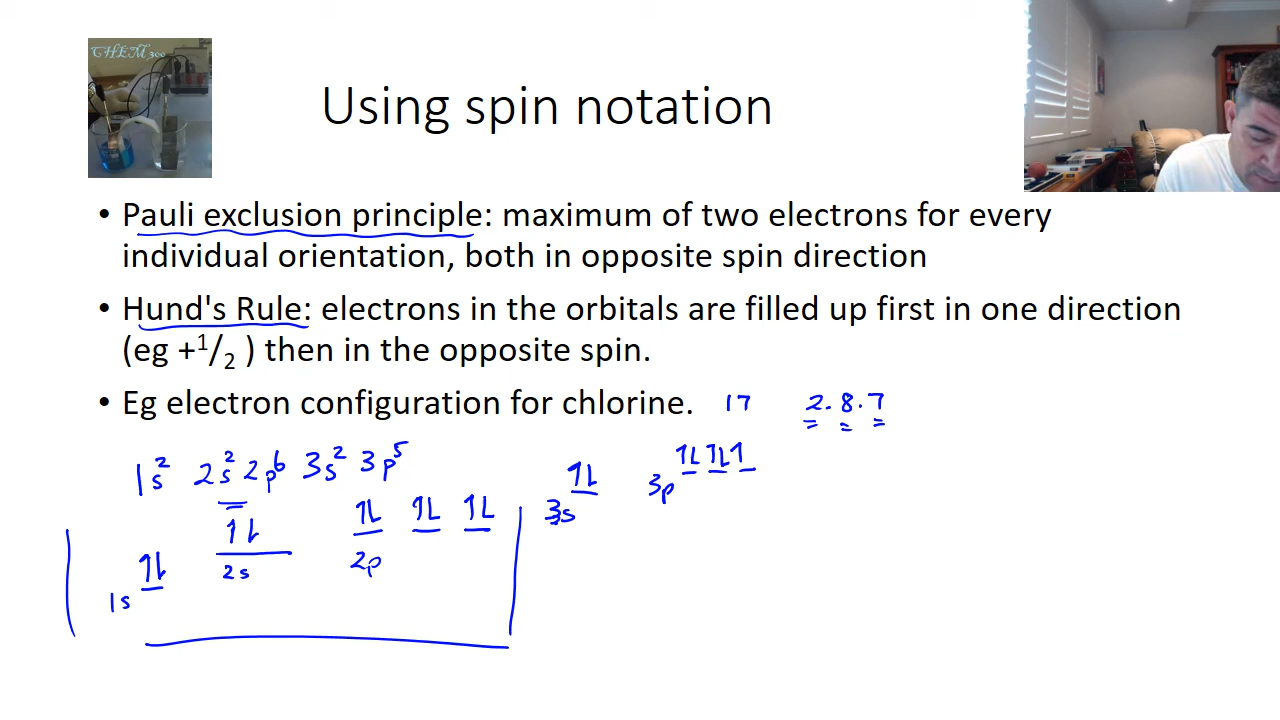 CHEM300
Using spin notation
• Pauli exclusion principle: maximum of two electrons for every
individual orientation, both in opposite spin direction
• Hund's Rule: electrons in the orbitals are filled up first in one direction
(eg +1/2 ) then in the opposite spin.
• Eg electron configuration for chlorine. 17 2.8.7
1s² 2s² 2p⁶ 3s² 3p⁵
↿⇂ ↿⇂ ↿
3p
↿⇂
3s
↿⇂ ↿⇂ ↿⇂ ↿⇂
2s 2p
↿⇂
1s